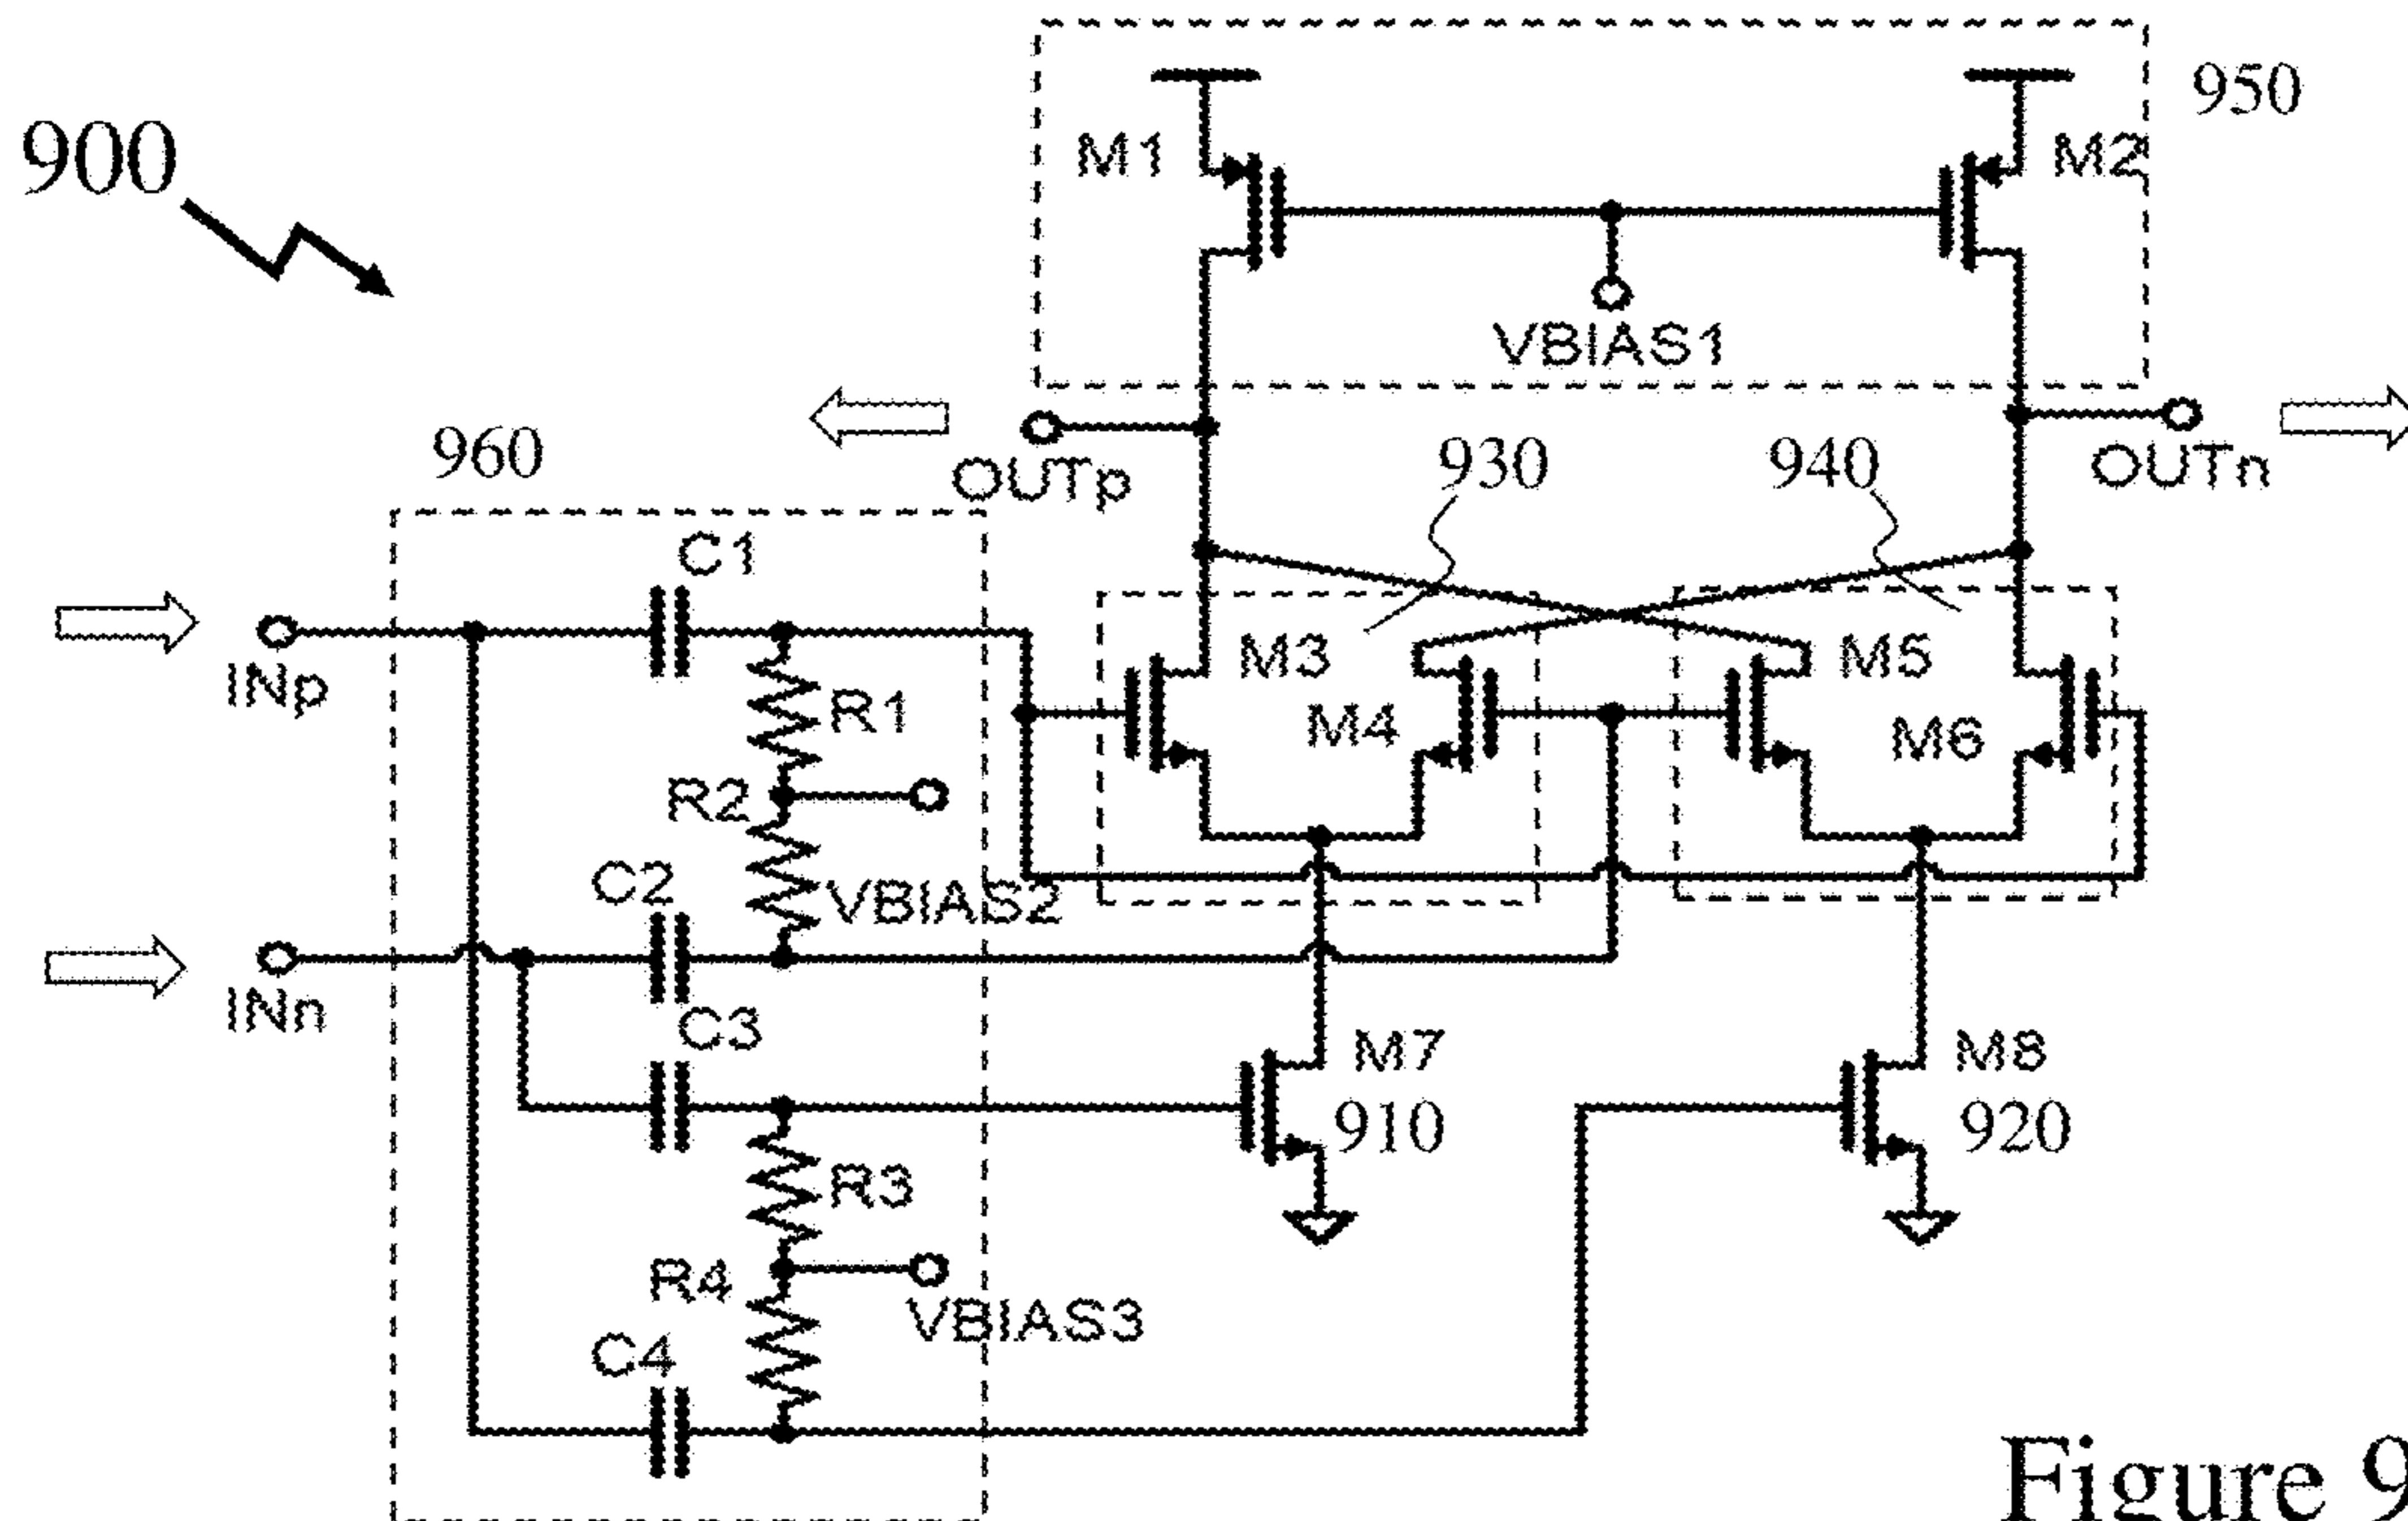 900
950
M1
M2
VBIAS1
960
OUTp
930
940
OUTn
C1
INp
R1
M3
M4
M5
M6
R2
C2
VBIAS2
INn
C3
M7
910
M8
920
R3
R4
VBIAS3
C4
Figure 9